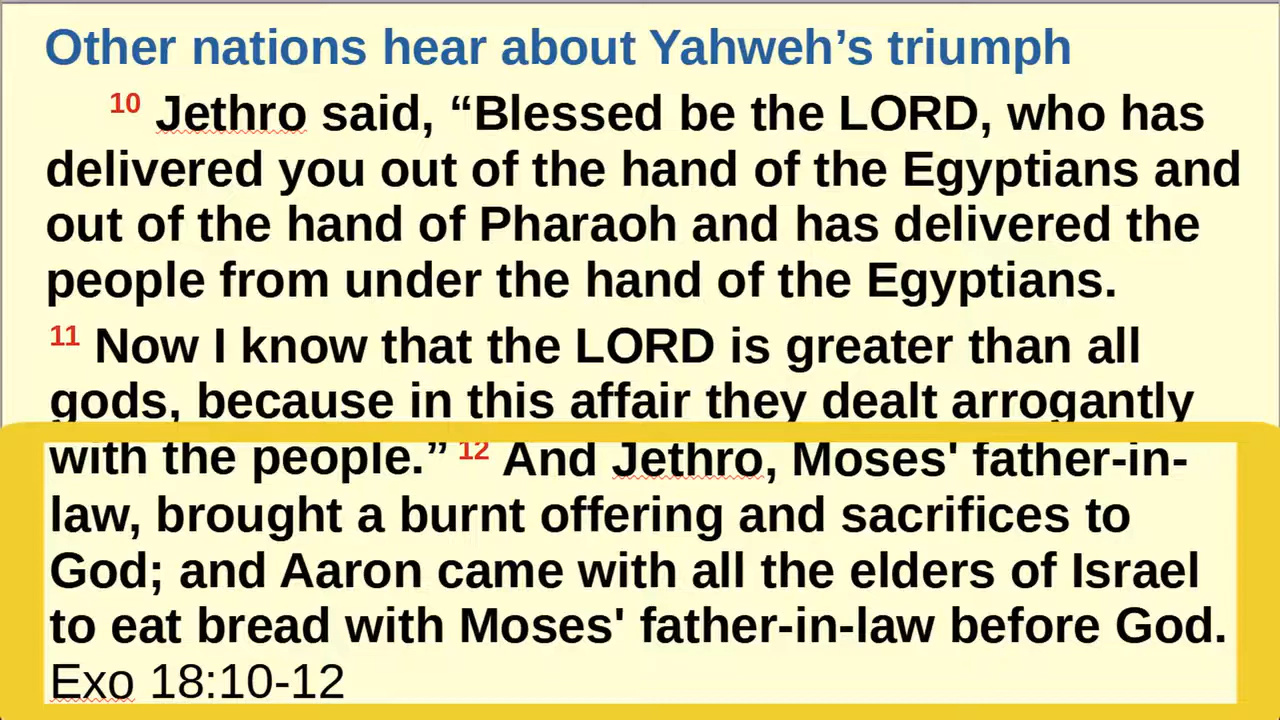 Other nations hear about Yahweh’s triumph
10 Jethro said, “Blessed be the LORD, who has
delivered you out of the hand of the Egyptians and
out of the hand of Pharaoh and has delivered the
people from under the hand of the Egyptians.
11 Now I know that the LORD is greater than all
gods, because in this affair they dealt arrogantly
with the people.” 12 And Jethro, Moses' father-in-
law, brought a burnt offering and sacrifices to
God; and Aaron came with all the elders of Israel
to eat bread with Moses' father-in-law before God.
Exo 18:10-12